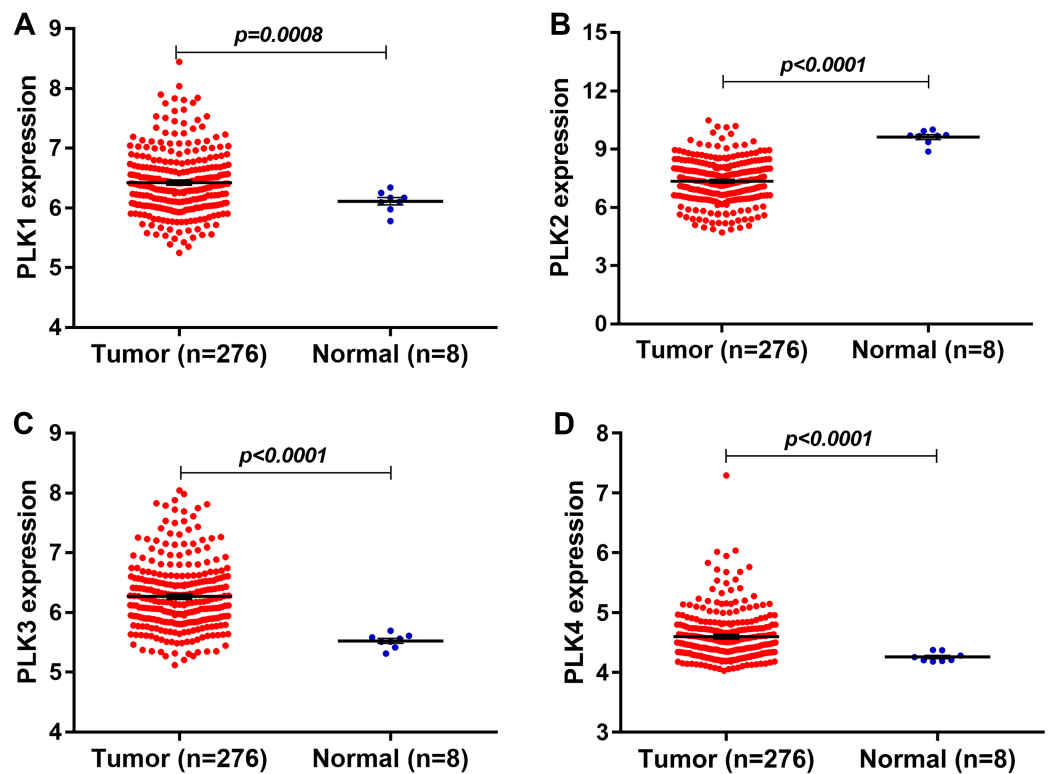 A
PLK1 expression
9
8
7
6
5
4
p=0.0008
Tumor (n=276) Normal (n=8)
B
PLK2 expression
15
12
9
6
3
0
p<0.0001
Tumor (n=276) Normal (n=8)
C
PLK3 expression
9
8
7
6
5
4
p<0.0001
Tumor (n=276) Normal (n=8)
D
PLK4 expression
8
7
6
5
4
3
p<0.0001
Tumor (n=276) Normal (n=8)